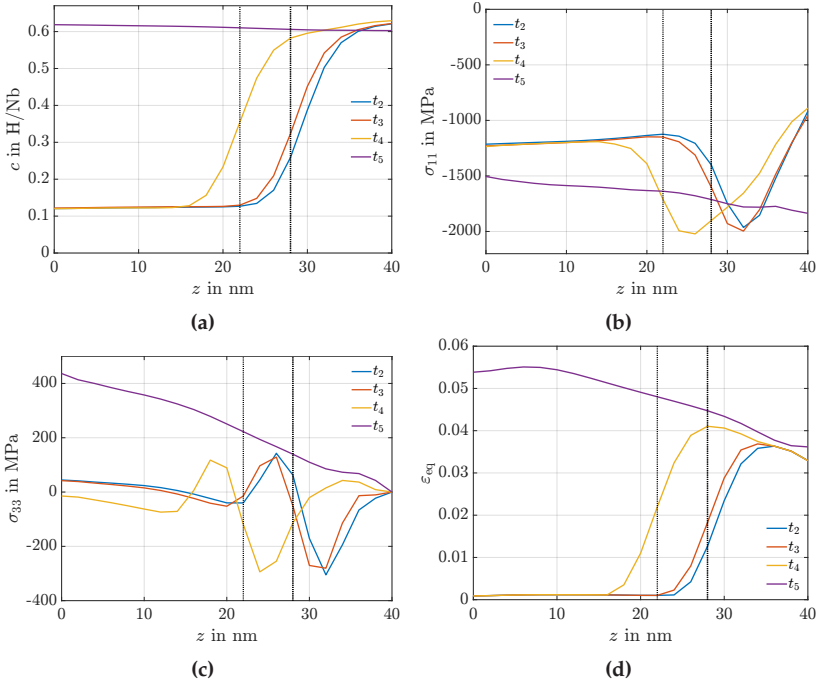 0.6
0.5
0.4
0.3
0.2
0.1
0
c in H/Nb
t2
t3
t4
t5
0 10 20 30 40
z in nm
(a)
0
-500
-1000
-1500
-2000
σ11 in MPa
t2
t3
t4
t5
0 10 20 30 40
z in nm
(b)
400
200
0
-200
-400
σ33 in MPa
t2
t3
t4
t5
0 10 20 30 40
z in nm
(c)
0.06
0.05
0.04
0.03
0.02
0.01
0
εeq
t2
t3
t4
t5
0 10 20 30 40
z in nm
(d)